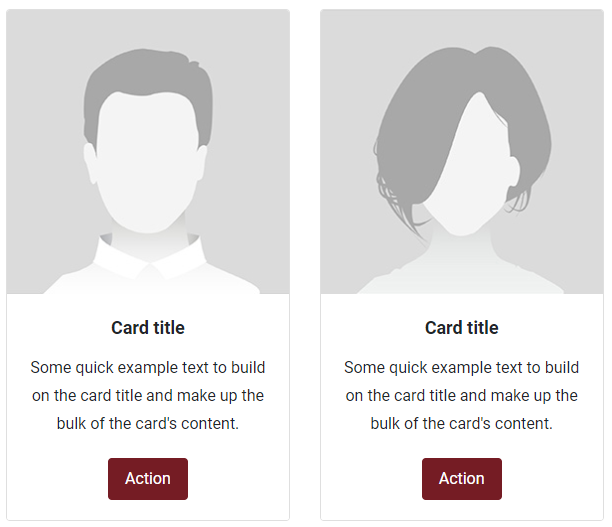 Card title
Some quick example text to build
on the card title and make up the
bulk of the card's content.
Action
Card title
Some quick example text to build
on the card title and make up the
bulk of the card's content.
Action